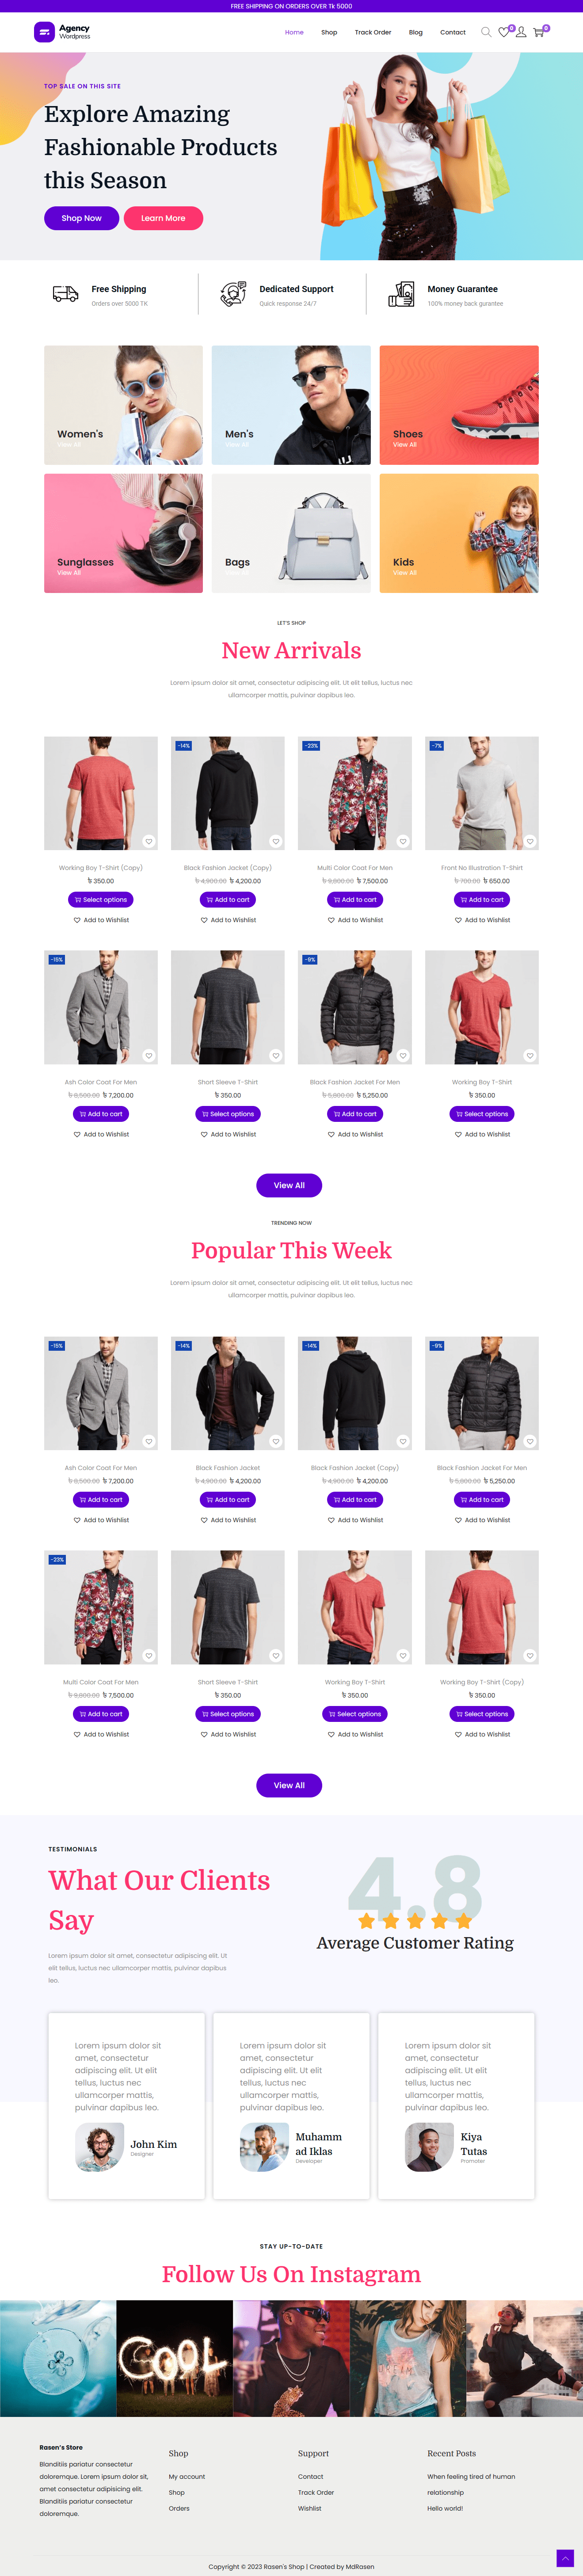 FREE SHIPPING ON ORDERS OVER Tk 5000
Agency
Wordpress
Home
Shop
Track Order
Blog
Contact
0
0
TOP SALE ON THIS SITE
Explore Amazing
Fashionable Products
this Season
Shop Now
Learn More
Free Shipping
Orders over 5000 TK
Dedicated Support
Quick response 24/7
Money Guarantee
100% money back gurantee
Women's
View All
Men's
View All
Shoes
View All
Sunglasses
View All
Bags
Kids
View All
LET'S SHOP
New Arrivals
Lorem ipsum dolor sit amet, consectetur adipiscing elit. Ut elit tellus, luctus nec
ullamcorper mattis, pulvinar dapibus leo.
-14%
-23%
-7%
Working Boy T-Shirt (Copy)
Black Fashion Jacket (Copy)
Multi Color Coat For Men
Front No Illustration T-Shirt
৳ 350.00
৳ 4,900.00 ৳ 4,200.00
৳ 9,800.00 ৳ 7,500.00
৳ 700.00 ৳ 650.00
Select options
Add to cart
Add to cart
Add to cart
Add to Wishlist
Add to Wishlist
Add to Wishlist
Add to Wishlist
-15%
-9%
Ash Color Coat For Men
Short Sleeve T-Shirt
Black Fashion Jacket For Men
Working Boy T-Shirt
৳ 8,500.00 ৳ 7,200.00
৳ 350.00
৳ 5,800.00 ৳ 5,250.00
৳ 350.00
Add to cart
Select options
Add to cart
Select options
Add to Wishlist
Add to Wishlist
Add to Wishlist
Add to Wishlist
View All
TRENDING NOW
Popular This Week
Lorem ipsum dolor sit amet, consectetur adipiscing elit. Ut elit tellus, luctus nec
ullamcorper mattis, pulvinar dapibus leo.
-15%
-14%
-14%
-9%
Ash Color Coat For Men
Black Fashion Jacket
Black Fashion Jacket (Copy)
Black Fashion Jacket For Men
৳ 8,500.00 ৳ 7,200.00
৳ 4,900.00 ৳ 4,200.00
৳ 4,900.00 ৳ 4,200.00
৳ 5,800.00 ৳ 5,250.00
Add to cart
Add to cart
Add to cart
Add to cart
Add to Wishlist
Add to Wishlist
Add to Wishlist
Add to Wishlist
-23%
Multi Color Coat For Men
Short Sleeve T-Shirt
Working Boy T-Shirt
Working Boy T-Shirt (Copy)
৳ 9,800.00 ৳ 7,500.00
৳ 350.00
৳ 350.00
৳ 350.00
Add to cart
Select options
Select options
Select options
Add to Wishlist
Add to Wishlist
Add to Wishlist
Add to Wishlist
View All
TESTIMONIALS
What Our Clients
Say
Lorem ipsum dolor sit amet, consectetur adipiscing elit. Ut
elit tellus, luctus nec ullamcorper mattis, pulvinar dapibus
leo.
4.8
Average Customer Rating
Lorem ipsum dolor sit
amet, consectetur
adipiscing elit. Ut elit
tellus, luctus nec
ullamcorper mattis,
pulvinar dapibus leo.
John Kim
Designer
Lorem ipsum dolor sit
amet, consectetur
adipiscing elit. Ut elit
tellus, luctus nec
ullamcorper mattis,
pulvinar dapibus leo.
Muhamm
ad Iklas
Developer
Lorem ipsum dolor sit
amet, consectetur
adipiscing elit. Ut elit
tellus, luctus nec
ullamcorper mattis,
pulvinar dapibus leo.
Kiya
Tutas
Promoter
STAY UP-TO-DATE
Follow Us On Instagram
COOL
Rasen's Store
Blanditiis pariatur consectetur
doloremque. Lorem ipsum dolor sit,
amet consectetur adipisicing elit.
Blanditiis pariatur consectetur
doloremque.
Shop
My account
Shop
Orders
Support
Contact
Track Order
Wishlist
Recent Posts
When feeling tired of human
relationship
Hello world!
Copyright © 2023 Rasen's Shop | Created by MdRasen